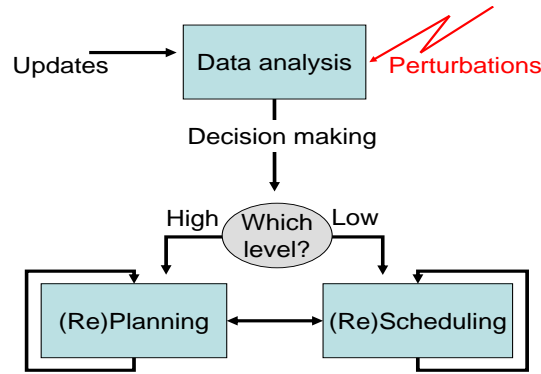 Updates
Data analysis
Perturbations
Decision making
High
Which
level?
Low
(Re)Planning
(Re)Scheduling